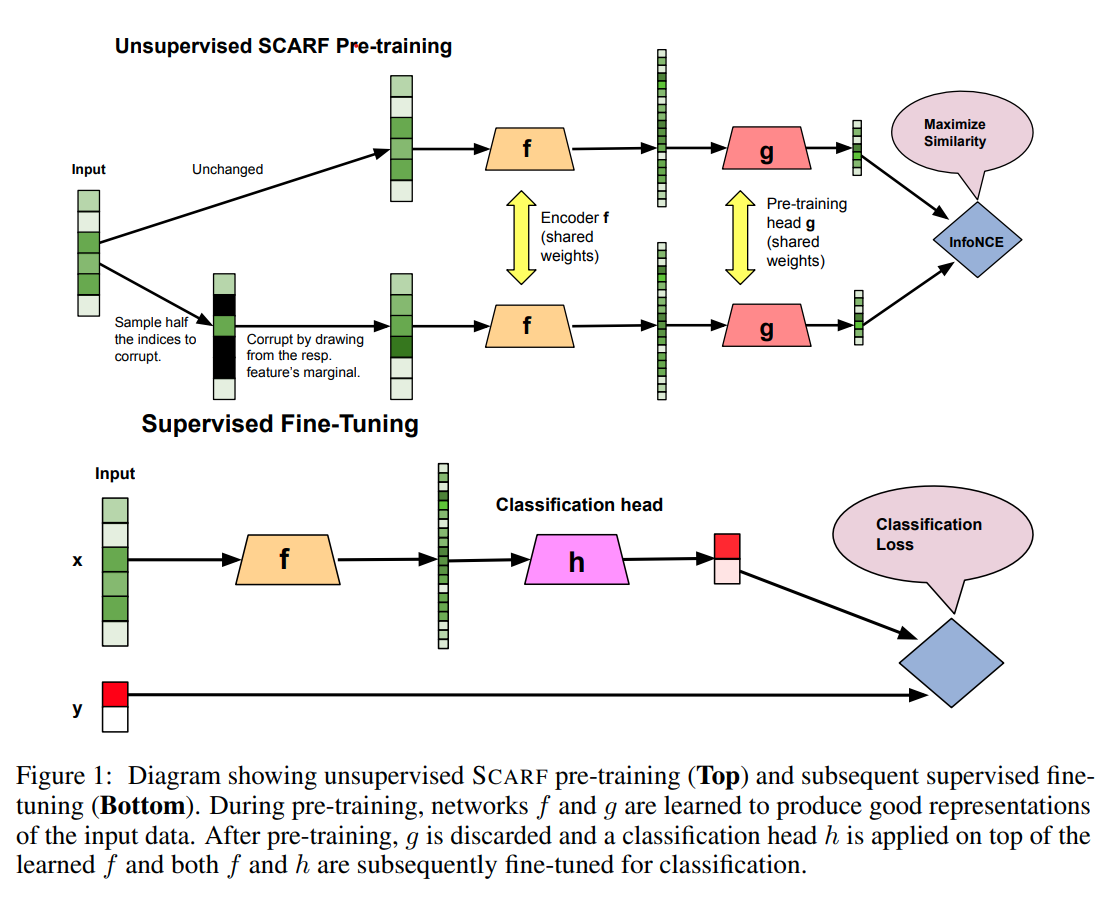 Unsupervised SCARF Pre-training
Input
Unchanged
Sample half
the indices to
corrupt.
Corrupt by drawing
from the resp.
feature's marginal.
f
f
Encoder f
(shared
weights)
g
g
Pre-training
head g
(shared
weights)
Maximize
Similarity
InfoNCE
Supervised Fine-Tuning
Input
x
f
Classification head
h
Classification
Loss
y
Figure 1: Diagram showing unsupervised SCARF pre-training (Top) and subsequent supervised fine-
tuning (Bottom). During pre-training, networks f and g are learned to produce good representations
of the input data. After pre-training, g is discarded and a classification head h is applied on top of the
learned f and both f and h are subsequently fine-tuned for classification.